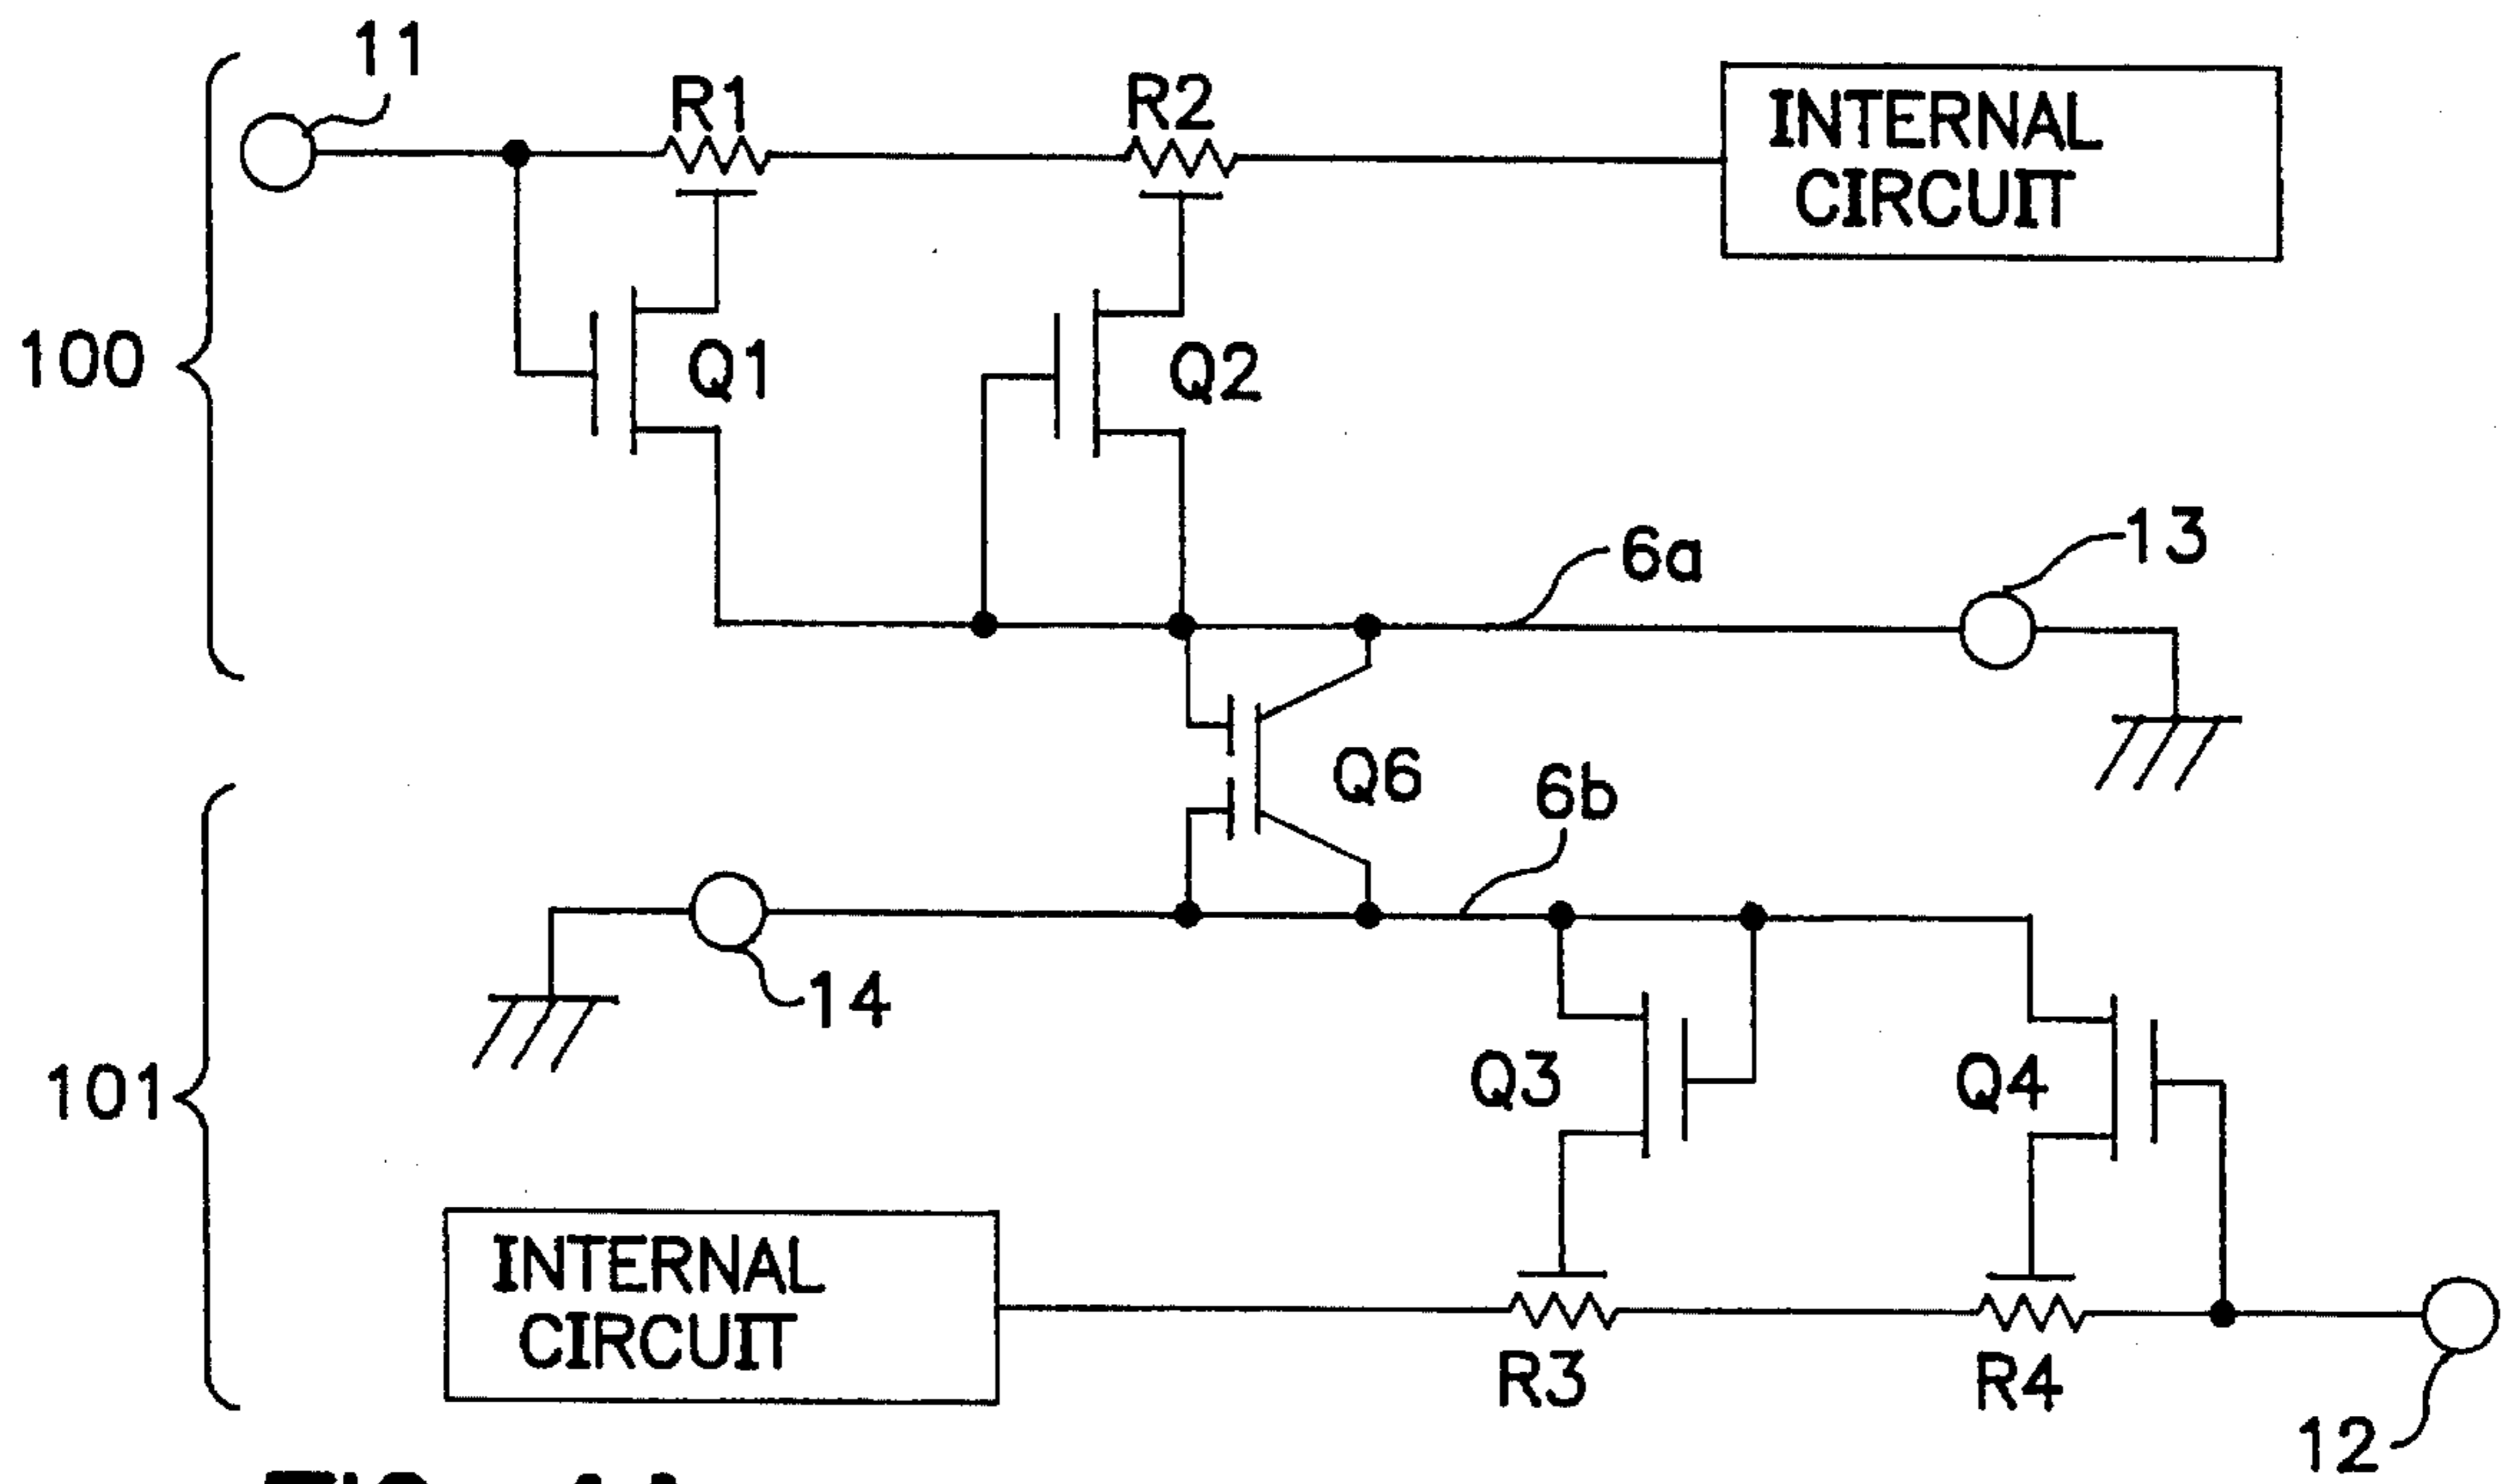 11
R1
R2
INTERNAL
CIRCUIT
100
Q1
Q2
6a
13
Q6
6b
14
101
Q3
Q4
INTERNAL
CIRCUIT
R3
R4
12